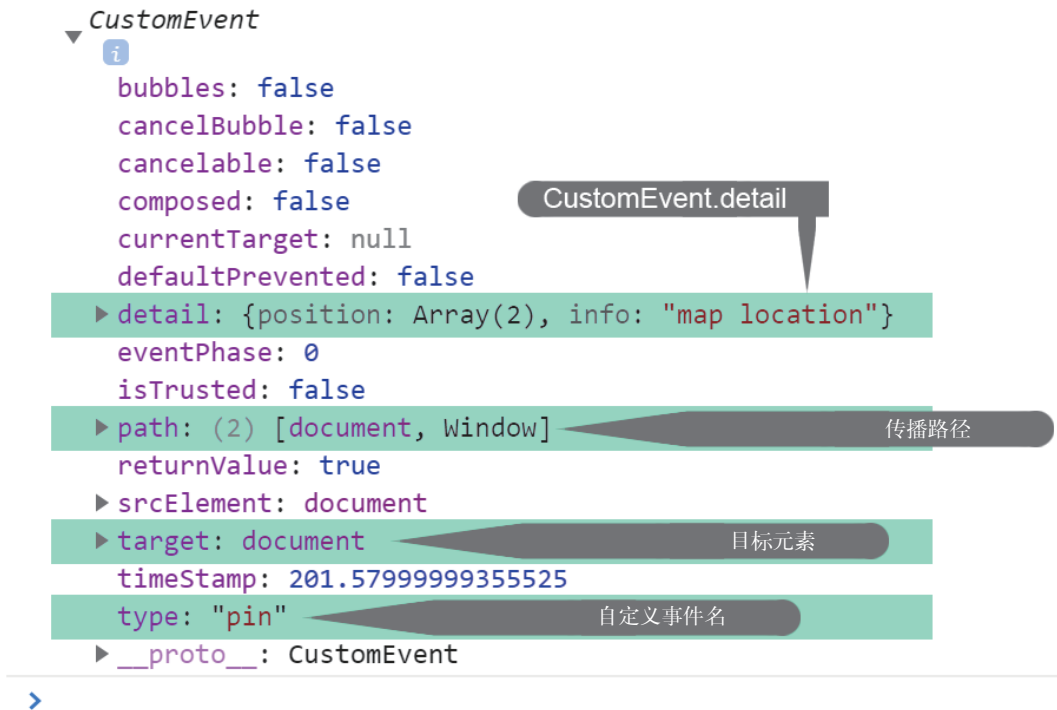 CustomEvent
i
bubbles: false
cancelBubble: false
cancelable: false
composed: false
CustomEvent.detail
currentTarget: null
defaultPrevented: false
detail: {position: Array(2), info: "map location"}
eventPhase: 0
isTrusted: false
path: (2) [document, Window] 传播路径
returnValue: true
srcElement: document
target: document 目标元素
timeStamp: 201.57999999355525
type: "pin" 自定义事件名
__proto__: CustomEvent